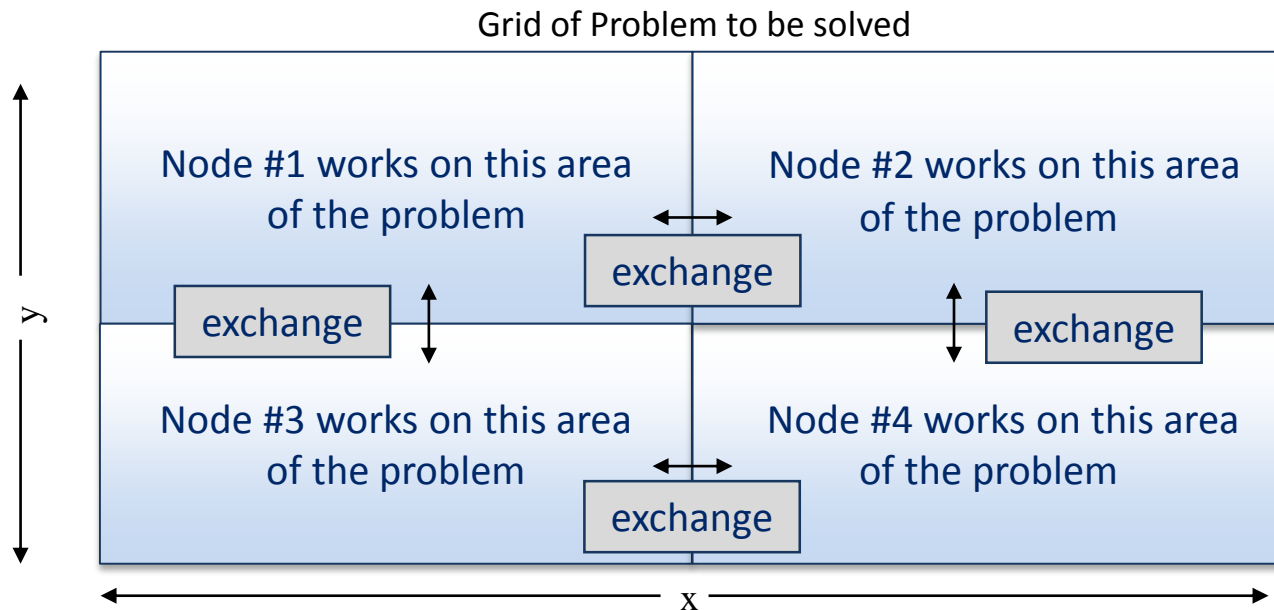 Grid of Problem to be solved
Node #1 works on this area
of the problem
Node #2 works on this area
of the problem
exchange
exchange
exchange
y
Node #3 works on this area
of the problem
Node #4 works on this area
of the problem
exchange
x